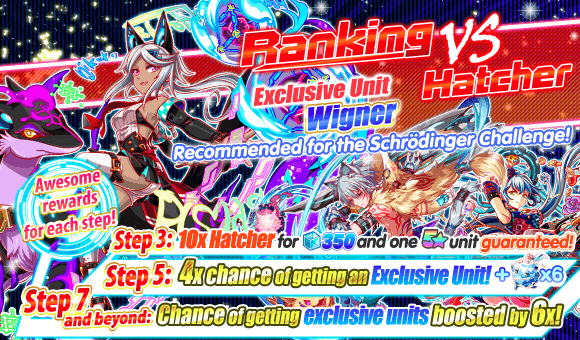 Ranking VS
Hatcher
Exclusive Unit
Wigner
Recommended for the Schrödinger Challenge!
Awesome
rewards
for each step!
Step 3: 10x Hatcher for 350 and one 5★ unit guaranteed!
Step 5: 4x chance of getting an Exclusive Unit! + x6
Step 7
and beyond: Chance of getting exclusive units boosted by 6x!